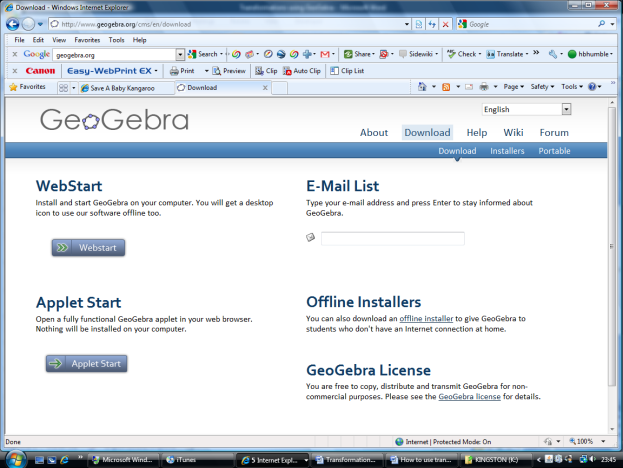 Download - Windows Internet Explorer
http://www.geogebra.org/cms/en/download
Google
File Edit View Favorites Tools Help
x Google geogebra.org Search Share Sidewiki Check Translate hbhumble
x Canon Easy-WebPrint EX Print Preview Clip Auto Clip Clip List
Favorites Save A Baby Kangaroo Download x Page Safety Tools
GeoGebra
English
About Download Help Wiki Forum
Download Installers Portable
WebStart
Install and start GeoGebra on your computer. You will get a desktop
icon to use our software offline too.
Webstart
E-Mail List
Type your e-mail address and press Enter to stay informed about
GeoGebra.
Applet Start
Open a fully functional GeoGebra applet in your web browser.
Nothing will be installed on your computer.
Applet Start
Offline Installers
You can also download an offline installer to give GeoGebra to
students who don't have an Internet connection at home.
GeoGebra License
You are free to copy, distribute and transmit GeoGebra for non-
commercial purposes. Please see the GeoGebra license for details.
Done Internet | Protected Mode: On 100%
Microsoft Wind... iTunes 5 Internet Expl... Transformation... How to use tran... KINGSTON (K:) 23:45